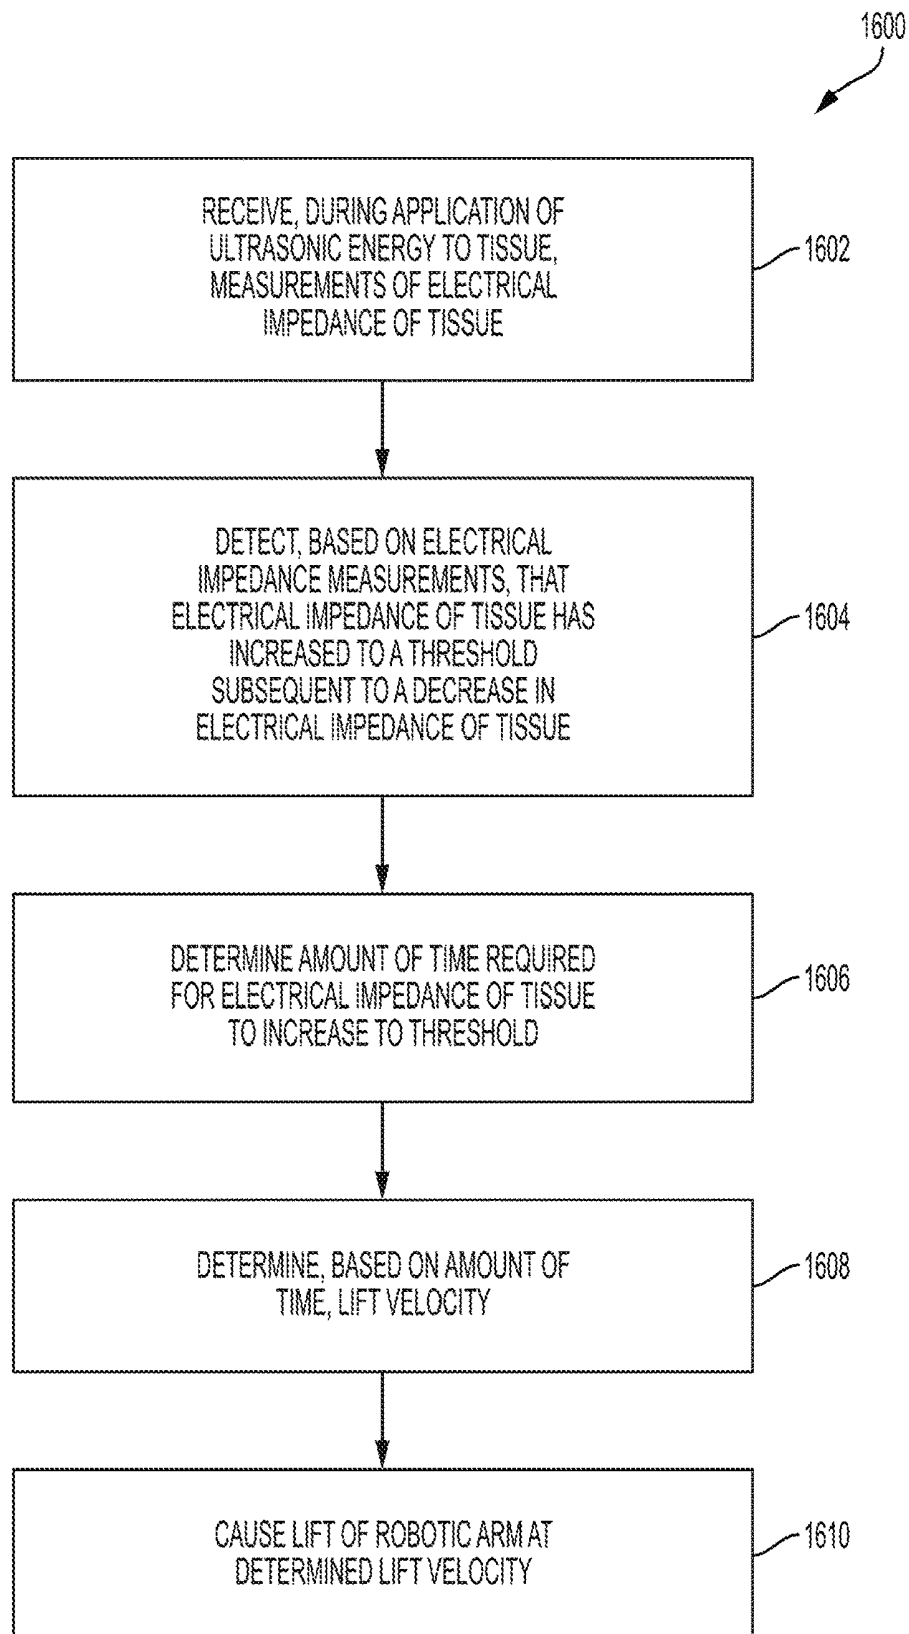 1600
RECEIVE, DURING APPLICATION OF
ULTRASONIC ENERGY TO TISSUE,
MEASUREMENTS OF ELECTRICAL
IMPEDANCE OF TISSUE
1602
DETECT, BASED ON ELECTRICAL
IMPEDANCE MEASUREMENTS, THAT
ELECTRICAL IMPEDANCE OF TISSUE HAS
INCREASED TO A THRESHOLD
SUBSEQUENT TO A DECREASE IN
ELECTRICAL IMPEDANCE OF TISSUE
1604
DETERMINE AMOUNT OF TIME REQUIRED
FOR ELECTRICAL IMPEDANCE OF TISSUE
TO INCREASE TO THRESHOLD
1606
DETERMINE, BASED ON AMOUNT OF
TIME, LIFT VELOCITY
1608
CAUSE LIFT OF ROBOTIC ARM AT
DETERMINED LIFT VELOCITY
1610